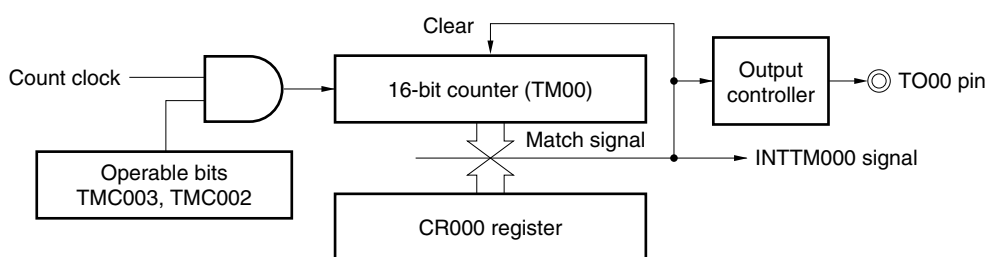 Clear
Count clock
16-bit counter (TM00)
Output
controller
TO00 pin
Match signal
INTTM000 signal
Operable bits
TMC003, TMC002
CR000 register